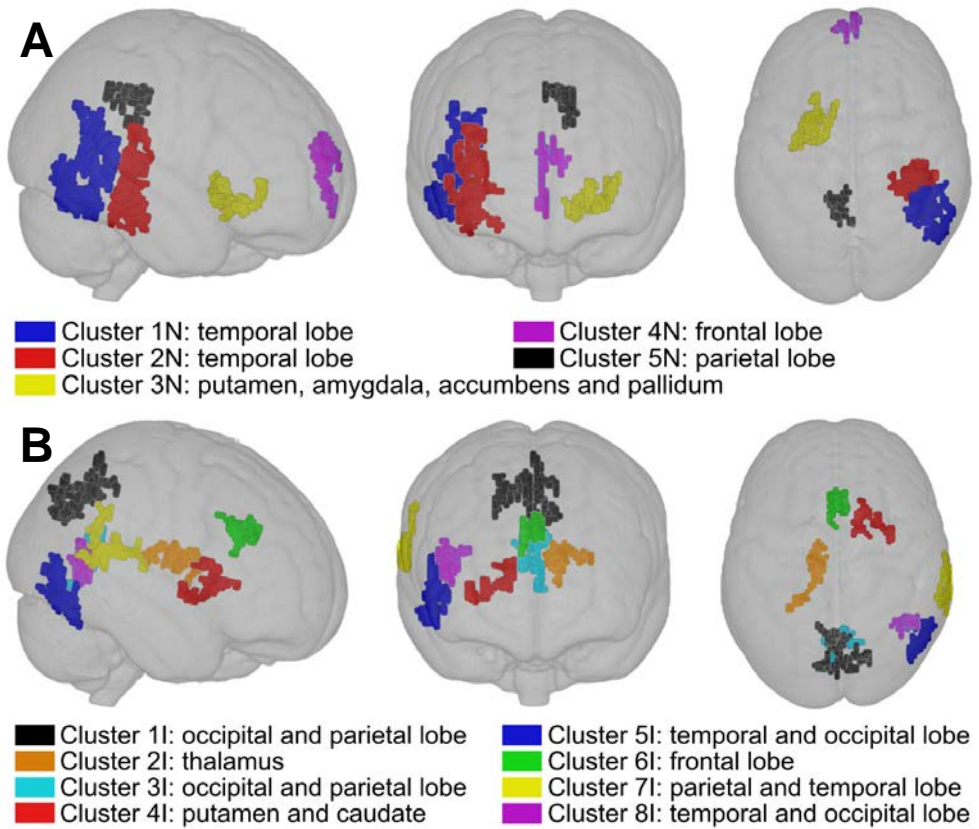 A
Cluster 1N: temporal lobe
Cluster 4N: frontal lobe
Cluster 2N: temporal lobe
Cluster 5N: parietal lobe
Cluster 3N: putamen, amygdala, accumbens and pallidum
B
Cluster 1I: occipital and parietal lobe
Cluster 5I: temporal and occipital lobe
Cluster 2I: thalamus
Cluster 6I: frontal lobe
Cluster 3I: occipital and parietal lobe
Cluster 7I: parietal and temporal lobe
Cluster 4I: putamen and caudate
Cluster 8I: temporal and occipital lobe